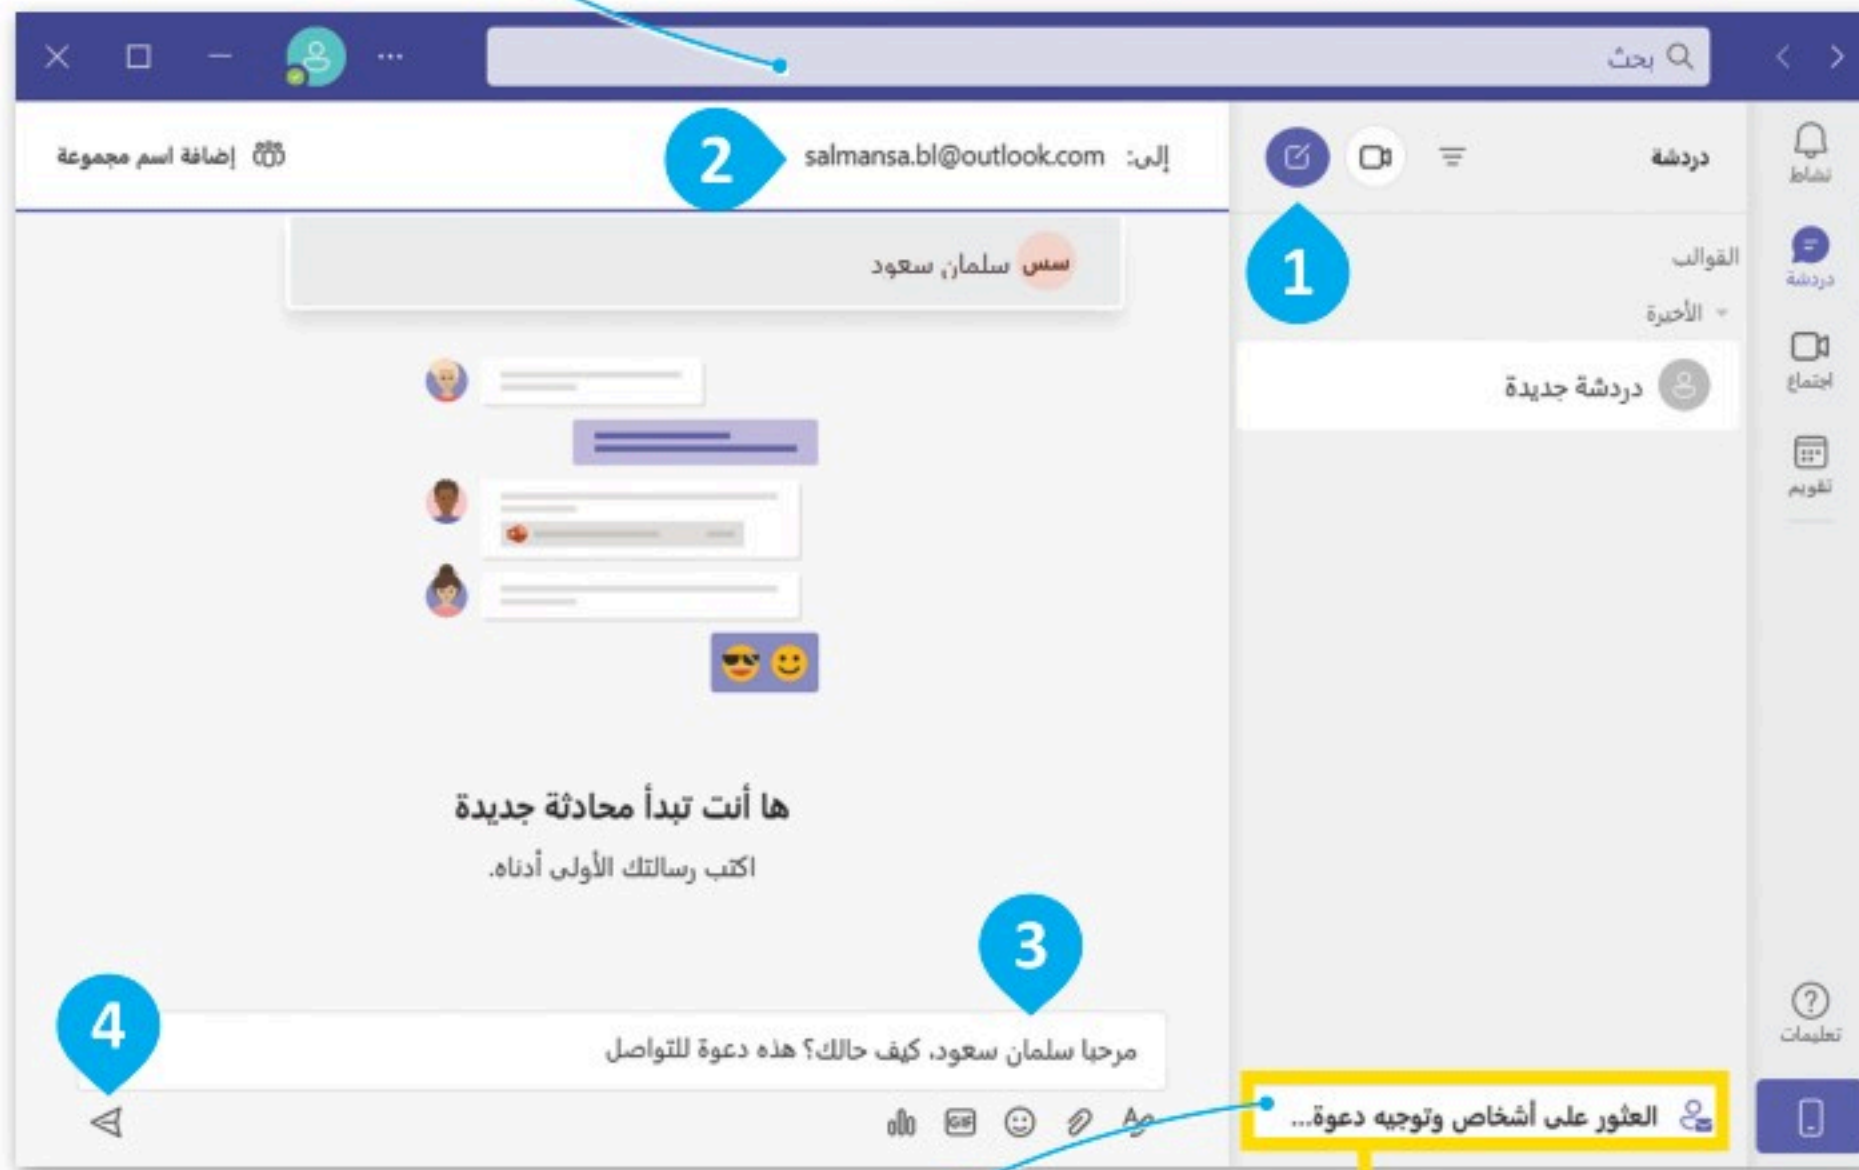 بحث
نشاط
دردشة
اجتماع
تقويم
تعليمات
دردشة
1
القوالب
الأخيرة
دردشة جديدة
العثور على أشخاص وتوجيه دعوة...
إلى: salmansa.bl@outlook.com
2
إضافة اسم مجموعة
سس سلمان سعود
ها أنت تبدأ محادثة جديدة
اكتب رسالتك الأولى أدناه.
3
مرحبا سلمان سعود، كيف حالك؟ هذه دعوة للتواصل
4
GIF